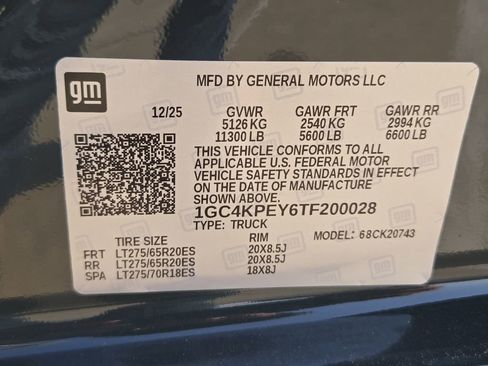 gm
MFD BY GENERAL MOTORS LLC
12/25 GVWR GAWR FRT GAWR RR
5126 KG 2540 KG 2994 KG
11300 LB 5600 LB 6600 LB
THIS VEHICLE CONFORMS TO ALL
APPLICABLE U.S. FEDERAL MOTOR
VEHICLE SAFETY STANDARDS IN EFFECT
ON THE DATE OF MANUFACTURE
SHOWN ABOVE.
1GC4KPEY6TF200028
TYPE: TRUCK MODEL: 68CK20743
TIRE SIZE RIM
FRT LT275/65R20ES 20X8.5J
RR LT275/65R20ES 20X8.5J
SPA LT275/70R18ES 18X8J